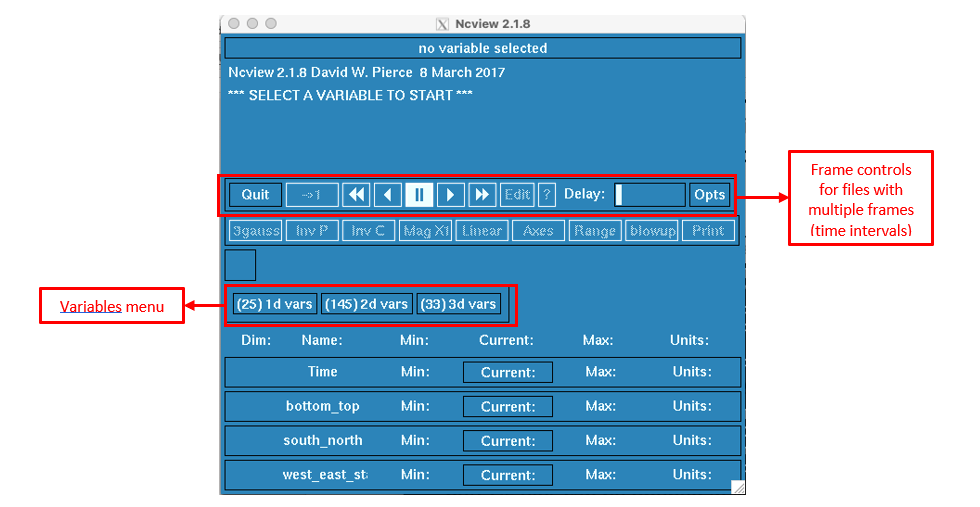 Ncview 2.1.8
no variable selected
Ncview 2.1.8 David W. Pierce 8 March 2017
*** SELECT A VARIABLE TO START ***
Quit ->1 Edit ? Delay: Opts
Frame controls
for files with
multiple frames
(time intervals)
3gauss Inv P Inv C Mag X1 Linear Axes Range blowup Print
Variables menu
(25) 1d vars (145) 2d vars (33) 3d vars
Dim: Name: Min: Current: Max: Units:
Time Min: Current: Max: Units:
bottom_top Min: Current: Max: Units:
south_north Min: Current: Max: Units:
west_east_sta Min: Current: Max: Units: